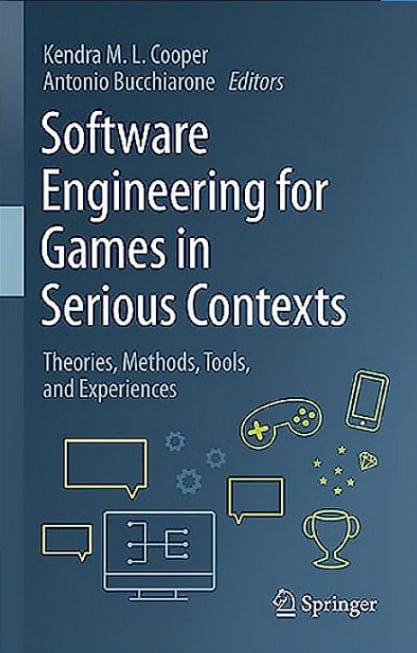 Kendra M. L. Cooper
Antonio Bucchiarone Editors
Software
Engineering for
Games in
Serious Contexts
Theories, Methods, Tools,
and Experiences
Springer